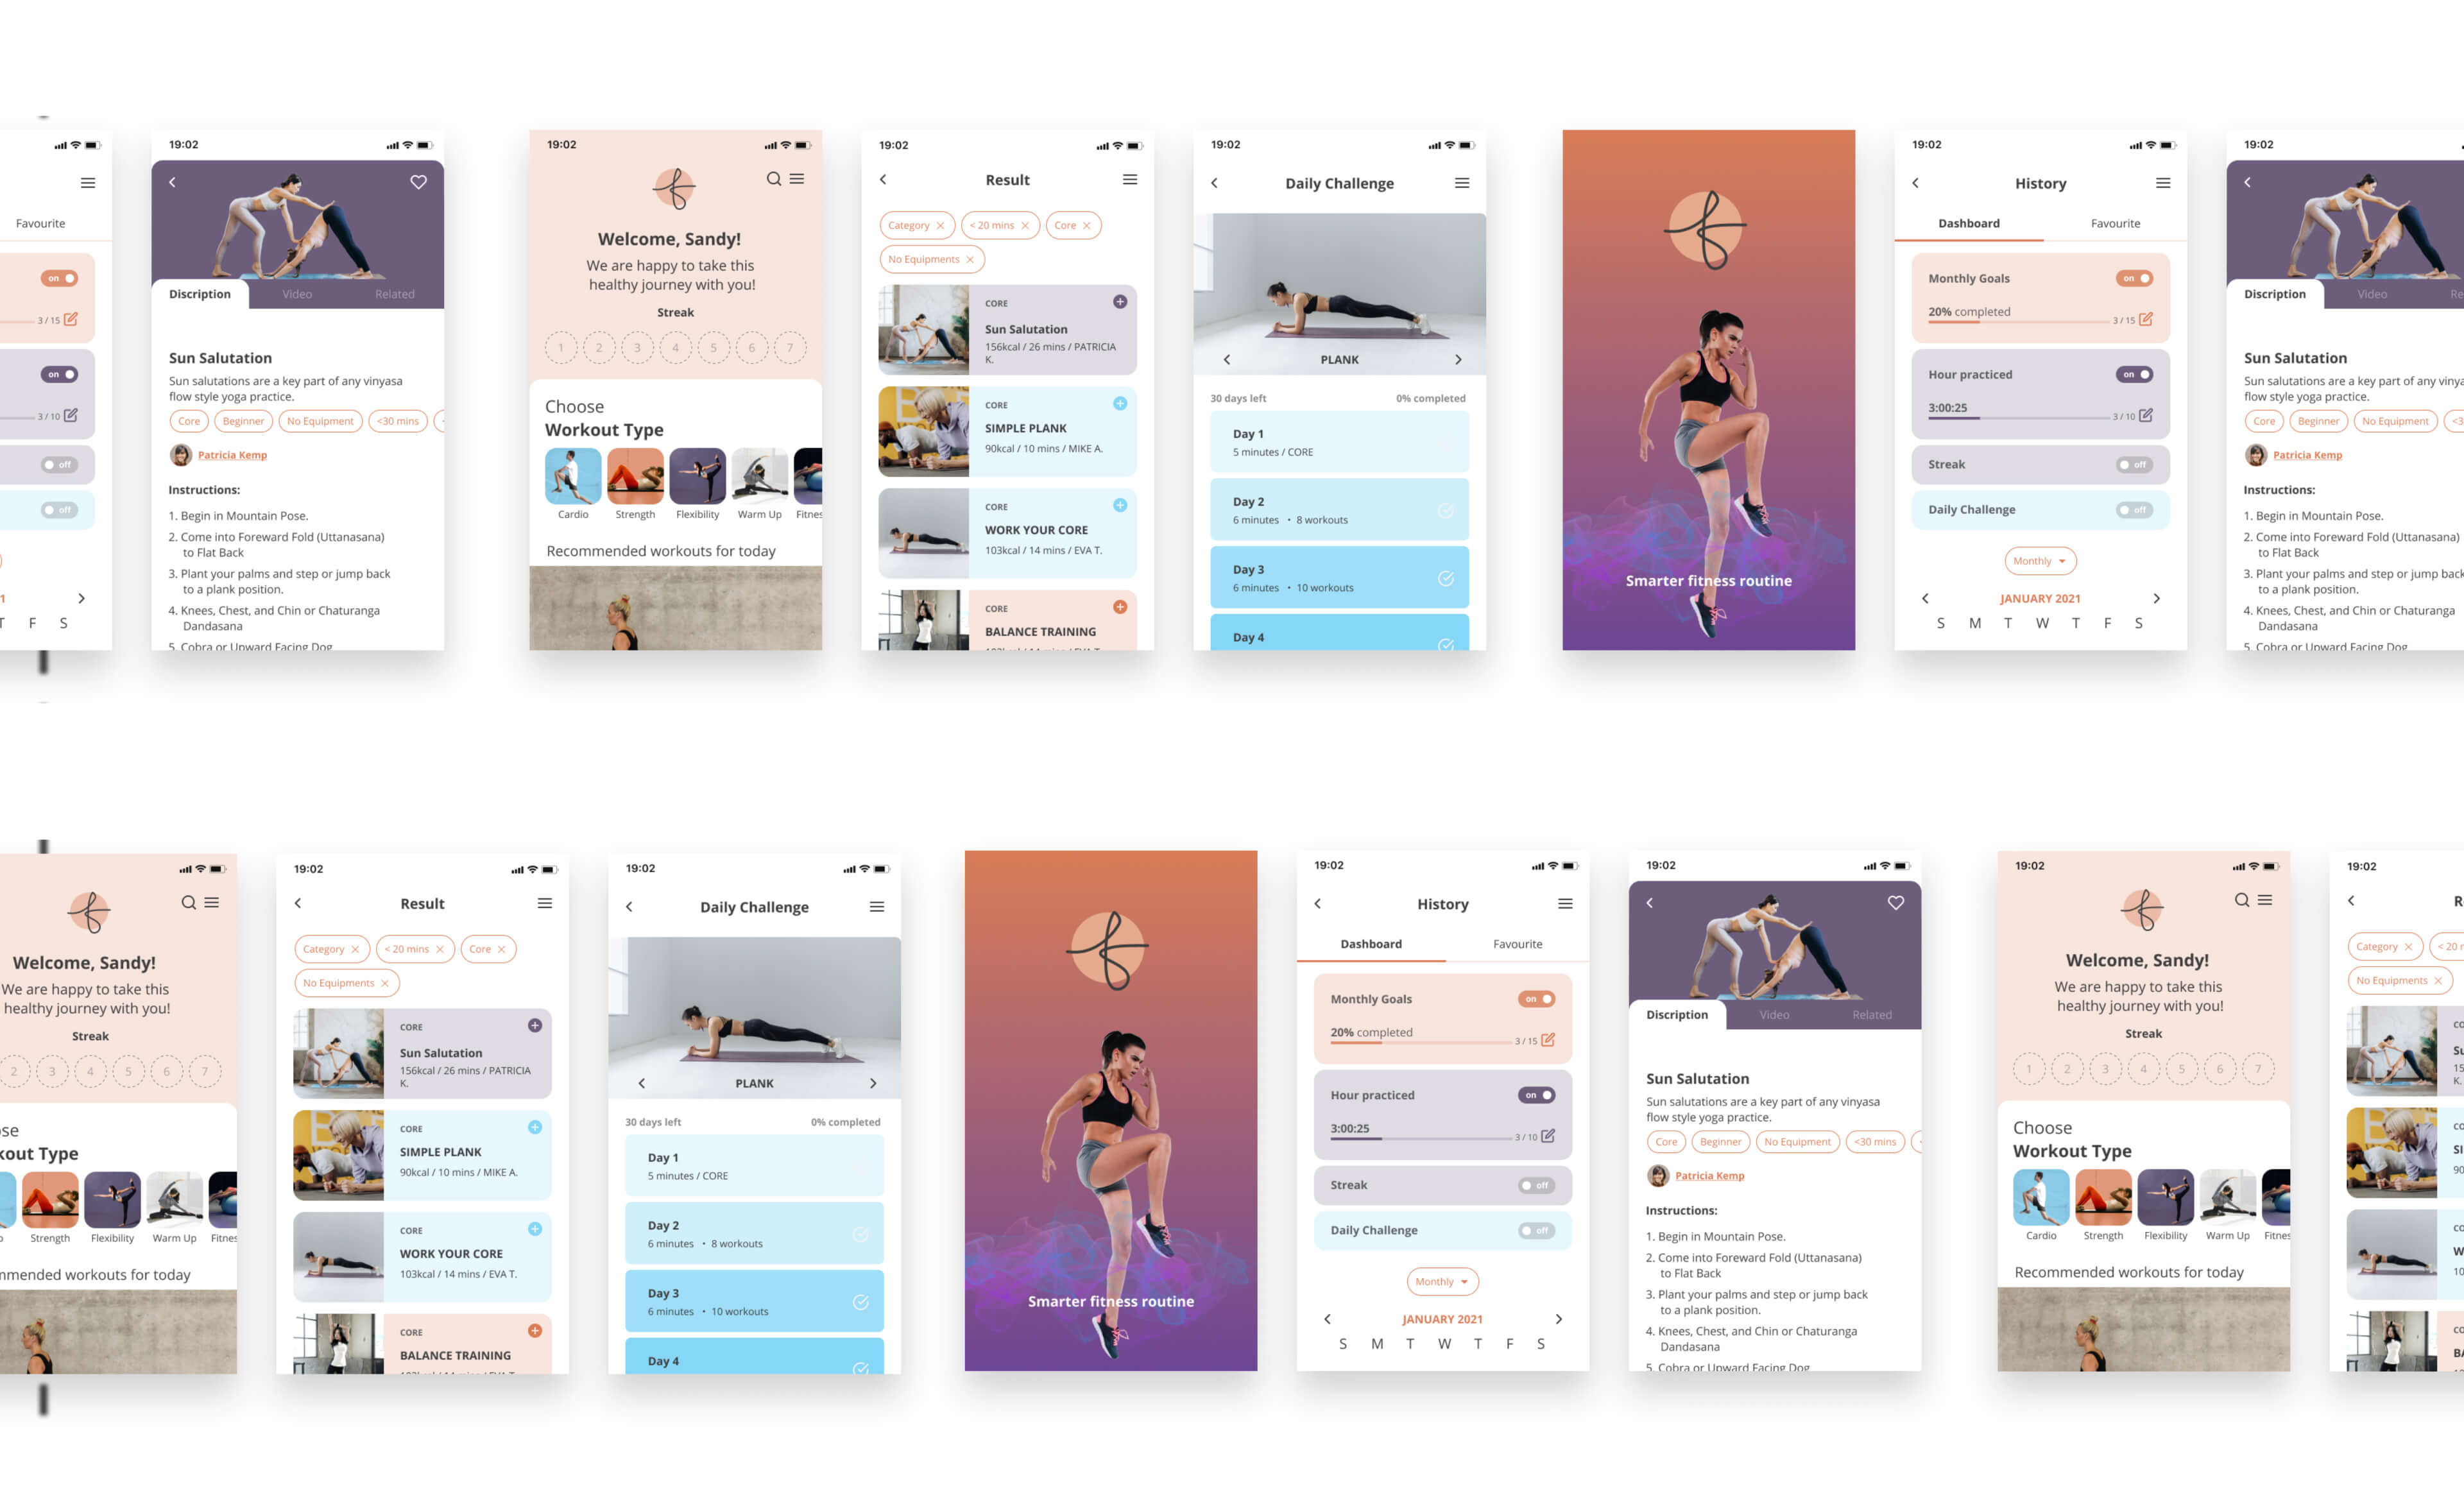 Favourite
on
3 / 15
on
3 / 10
off
off
1
T F S
19:02
Discription Video Related
Sun Salutation
Sun salutations are a key part of any vinyasa
flow style yoga practice.
Core Beginner No Equipment <30 mins
Patricia Kemp
Instructions:
1. Begin in Mountain Pose.
2. Come into Foreward Fold (Uttanasana)
to Flat Back
3. Plant your palms and step or jump back
to a plank position.
4. Knees, Chest, and Chin or Chaturanga
Dandasana
5. Cobra or Upward Facing Dog
19:02
Welcome, Sandy!
We are happy to take this
healthy journey with you!
Streak
1 2 3 4 5 6 7
Choose
Workout Type
Cardio Strength Flexibility Warm Up Fitnes
Recommended workouts for today
19:02
Result
Category < 20 mins Core
No Equipments
CORE
Sun Salutation
156kcal / 26 mins / PATRICIA
K.
CORE
SIMPLE PLANK
90kcal / 10 mins / MIKE A.
CORE
WORK YOUR CORE
103kcal / 14 mins / EVA T.
CORE
BALANCE TRAINING
19:02
Daily Challenge
PLANK
30 days left 0% completed
Day 1
5 minutes / CORE
Day 2
6 minutes • 8 workouts
Day 3
6 minutes • 10 workouts
Day 4
Smarter fitness routine
19:02
History
Dashboard Favourite
Monthly Goals on
20% completed
3 / 15
Hour practiced on
3:00:25
3 / 10
Streak off
Daily Challenge off
Monthly
JANUARY 2021
S M T W T F S
19:02
Discription Video Re
Sun Salutation
Sun salutations are a key part of any vinya
flow style yoga practice.
Core Beginner No Equipment <3
Patricia Kemp
Instructions:
1. Begin in Mountain Pose.
2. Come into Foreward Fold (Uttanasana)
to Flat Back
3. Plant your palms and step or jump back
to a plank position.
4. Knees, Chest, and Chin or Chaturanga
Dandasana
5. Cobra or Upward Facing Dog
Welcome, Sandy!
We are happy to take this
healthy journey with you!
Streak
2 3 4 5 6 7
se
kout Type
Strength Flexibility Warm Up Fitnes
mmended workouts for today
19:02
Result
Category < 20 mins Core
No Equipments
CORE
Sun Salutation
156kcal / 26 mins / PATRICIA
K.
CORE
SIMPLE PLANK
90kcal / 10 mins / MIKE A.
CORE
WORK YOUR CORE
103kcal / 14 mins / EVA T.
CORE
BALANCE TRAINING
19:02
Daily Challenge
PLANK
30 days left 0% completed
Day 1
5 minutes / CORE
Day 2
6 minutes • 8 workouts
Day 3
6 minutes • 10 workouts
Day 4
Smarter fitness routine
19:02
History
Dashboard Favourite
Monthly Goals on
20% completed
3 / 15
Hour practiced on
3:00:25
3 / 10
Streak off
Daily Challenge off
Monthly
JANUARY 2021
S M T W T F S
19:02
Discription Video Related
Sun Salutation
Sun salutations are a key part of any vinyasa
flow style yoga practice.
Core Beginner No Equipment <30 mins
Patricia Kemp
Instructions:
1. Begin in Mountain Pose.
2. Come into Foreward Fold (Uttanasana)
to Flat Back
3. Plant your palms and step or jump back
to a plank position.
4. Knees, Chest, and Chin or Chaturanga
Dandasana
5. Cobra or Upward Facing Dog
19:02
Welcome, Sandy!
We are happy to take this
healthy journey with you!
Streak
1 2 3 4 5 6 7
Choose
Workout Type
Cardio Strength Flexibility Warm Up Fitnes
Recommended workouts for today
19:02
R
Category < 20 m
No Equipments
CO
Su
15
K.
CO
SI
90
CO
W
10
CO
BA